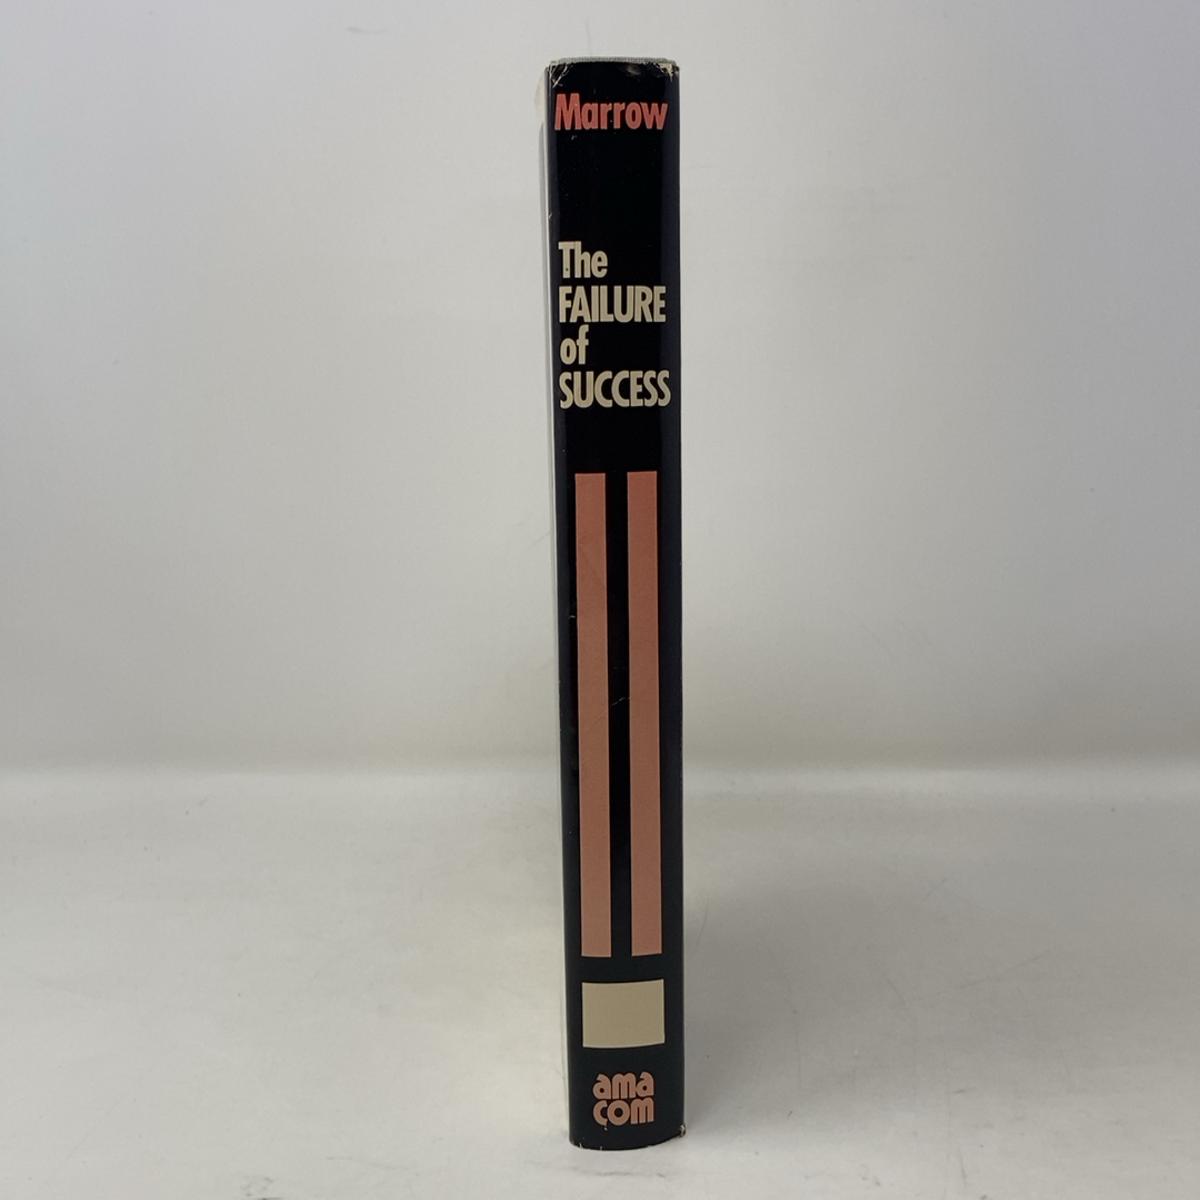 Marrow
The
FAILURE
of
SUCCESS
ama
com